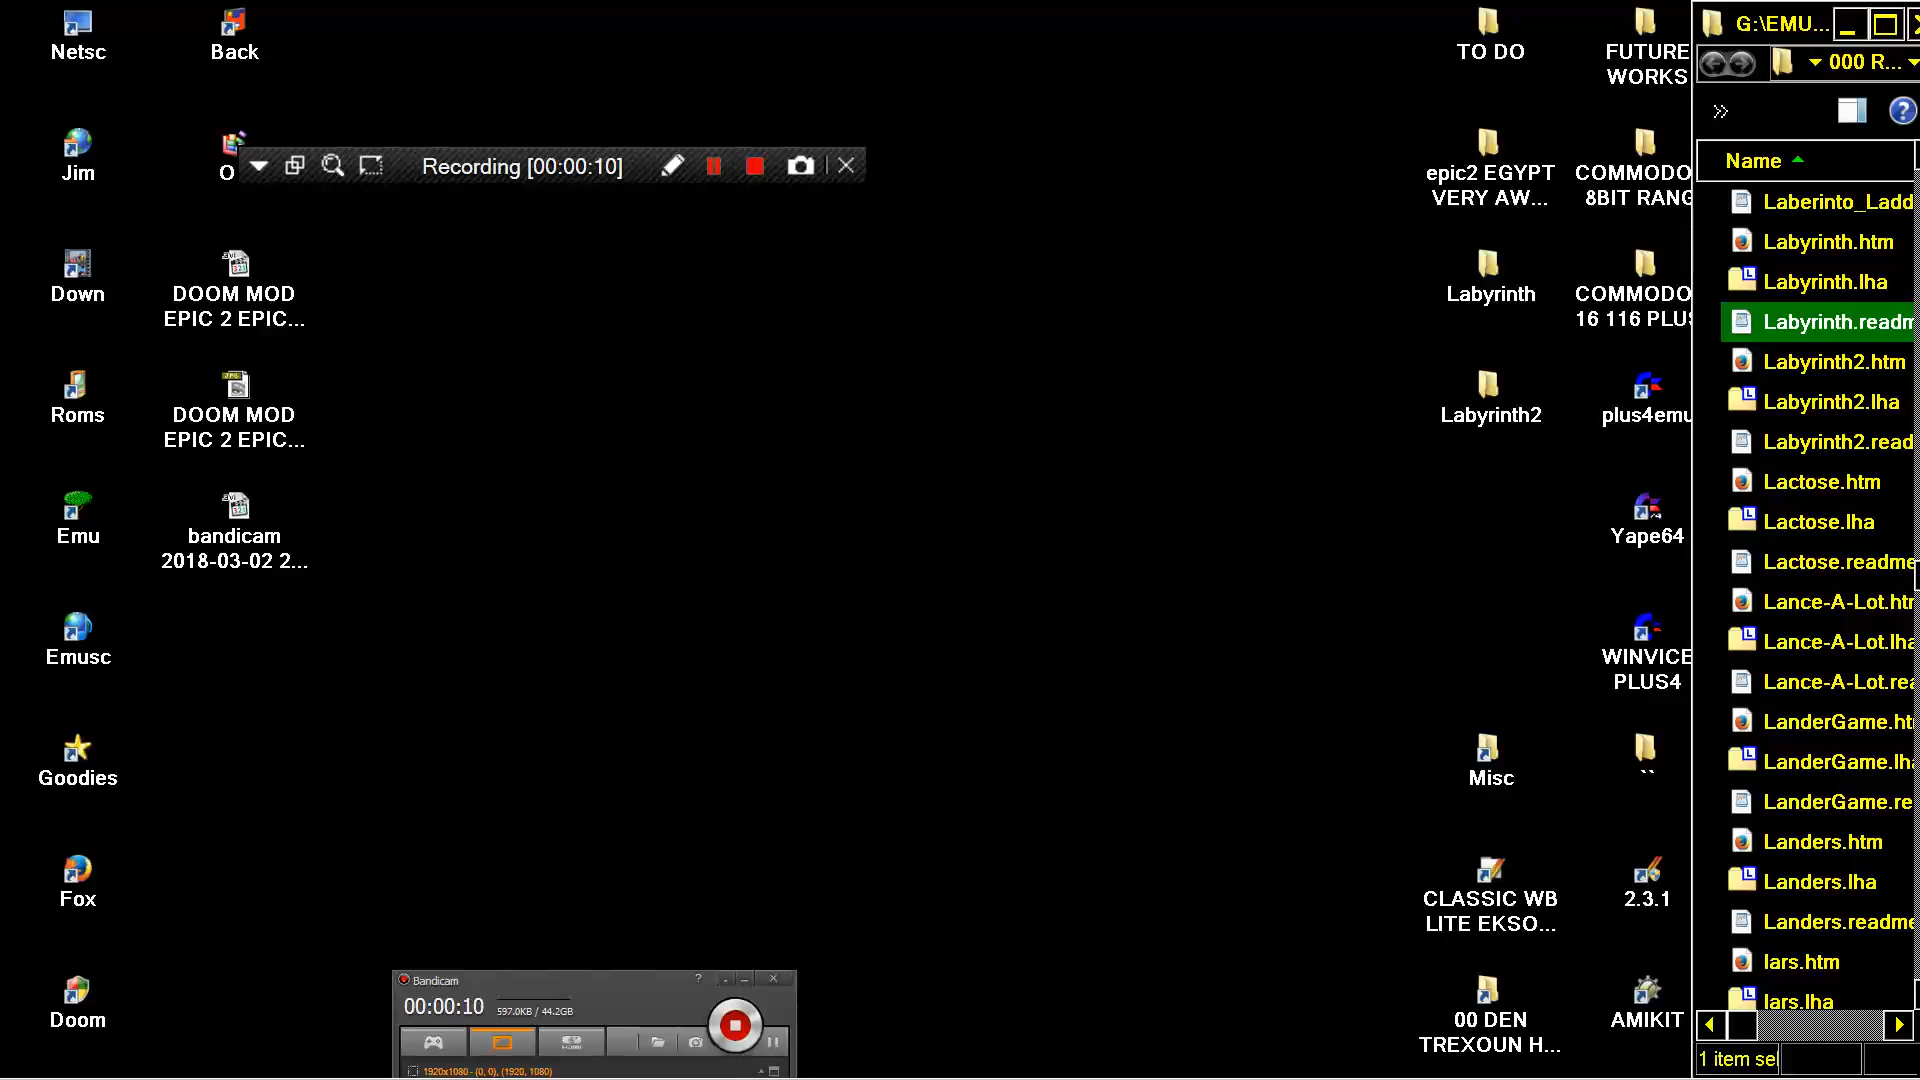 Netsc
Back
Jim
O
Recording [00:00:10]
Down
DOOM MOD
EPIC 2 EPIC...
Roms
DOOM MOD
EPIC 2 EPIC...
Emu
bandicam
2018-03-02 2...
Emusc
Goodies
Fox
Doom
Bandicam
00:00:10
597.0KB / 44.2GB
1920x1080 - (0, 0), (1920, 1080)
TO DO
FUTURE
WORKS
epic2 EGYPT
VERY AW...
COMMODO
8BIT RANG
Labyrinth
COMMODO
16 116 PLUS
Labyrinth2
plus4emu
Yape64
WINVICE
PLUS4
Misc
``
CLASSIC WB
LITE EKSO...
2.3.1
00 DEN
TREXOUN H...
AMIKIT
G:\EMU...
000 R...
Name
Laberinto_Ladd
Labyrinth.htm
Labyrinth.lha
Labyrinth.readm
Labyrinth2.htm
Labyrinth2.lha
Labyrinth2.read
Lactose.htm
Lactose.lha
Lactose.readme
Lance-A-Lot.htm
Lance-A-Lot.lha
Lance-A-Lot.rea
LanderGame.ht
LanderGame.lha
LanderGame.re
Landers.htm
Landers.lha
Landers.readme
lars.htm
lars.lha
1 item sel